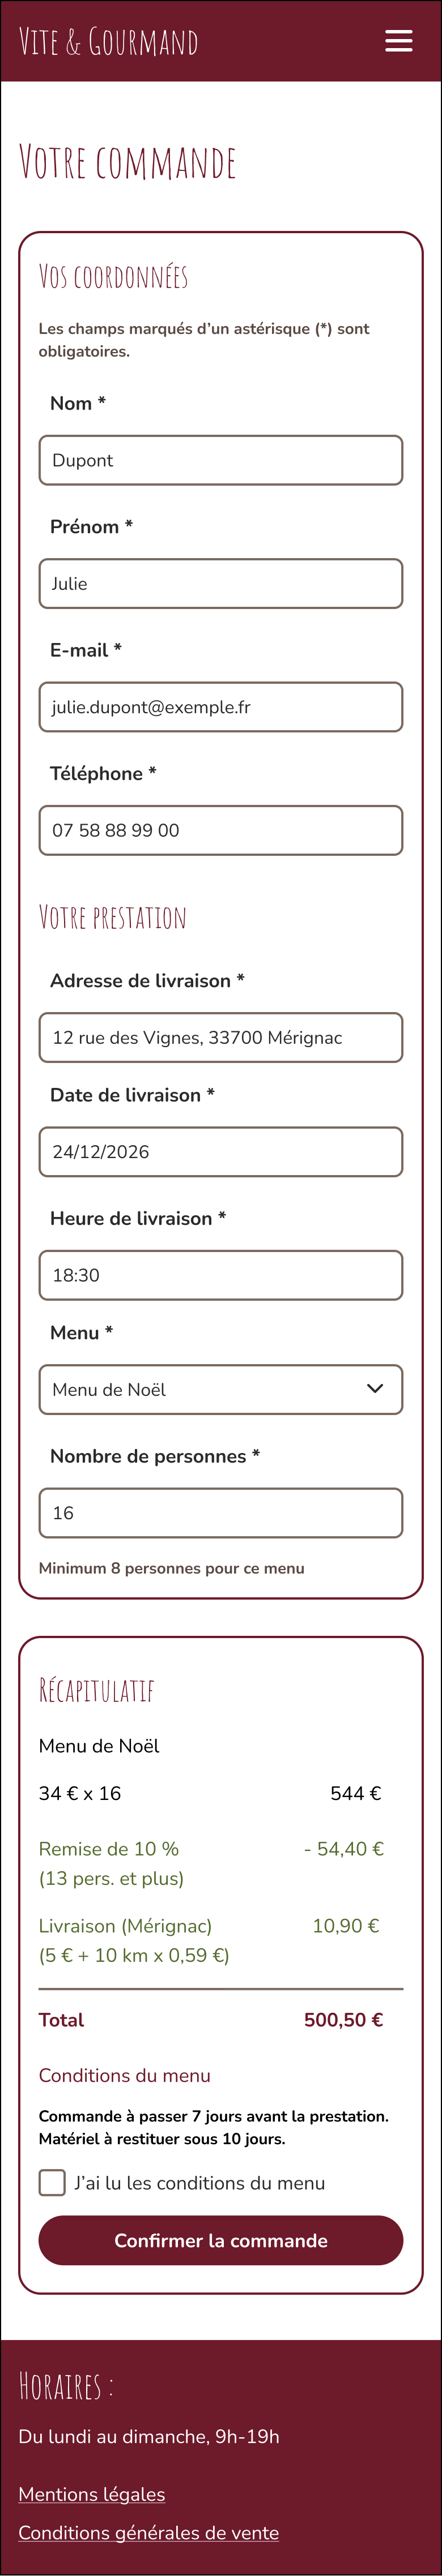 Vite & Gourmand
Votre commande
Vos coordonnées
Les champs marqués d’un astérisque (*) sont
obligatoires.
Nom *
Dupont
Prénom *
Julie
E-mail *
julie.dupont@exemple.fr
Téléphone *
07 58 88 99 00
Votre prestation
Adresse de livraison *
12 rue des Vignes, 33700 Mérignac
Date de livraison *
24/12/2026
Heure de livraison *
18:30
Menu *
Menu de Noël
Nombre de personnes *
16
Minimum 8 personnes pour ce menu
Récapitulatif
Menu de Noël
34 € x 16 544 €
Remise de 10 % - 54,40 €
(13 pers. et plus)
Livraison (Mérignac) 10,90 €
(5 € + 10 km x 0,59 €)
Total 500,50 €
Conditions du menu
Commande à passer 7 jours avant la prestation.
Matériel à restituer sous 10 jours.
J’ai lu les conditions du menu
Confirmer la commande
Horaires :
Du lundi au dimanche, 9h-19h
Mentions légales
Conditions générales de vente